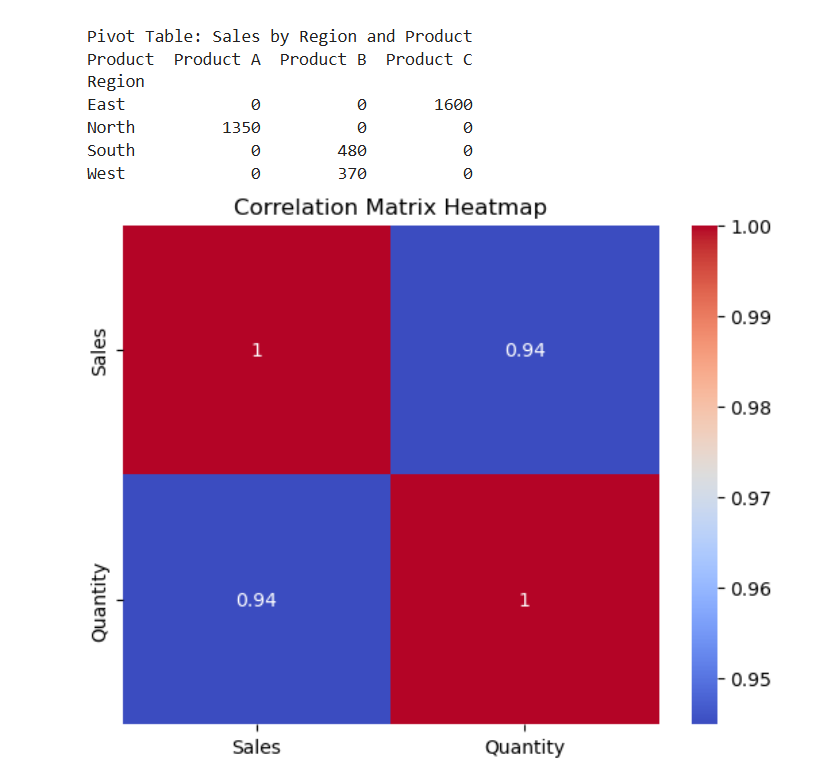 Pivot Table: Sales by Region and Product
Product  Product A  Product B  Product C
Region
East             0          0       1600
North         1350          0          0
South            0        480          0
West             0        370          0
Correlation Matrix Heatmap
1.00
0.99
0.98
0.97
0.96
0.95
Sales
1
0.94
Quantity
0.94
1
Sales
Quantity